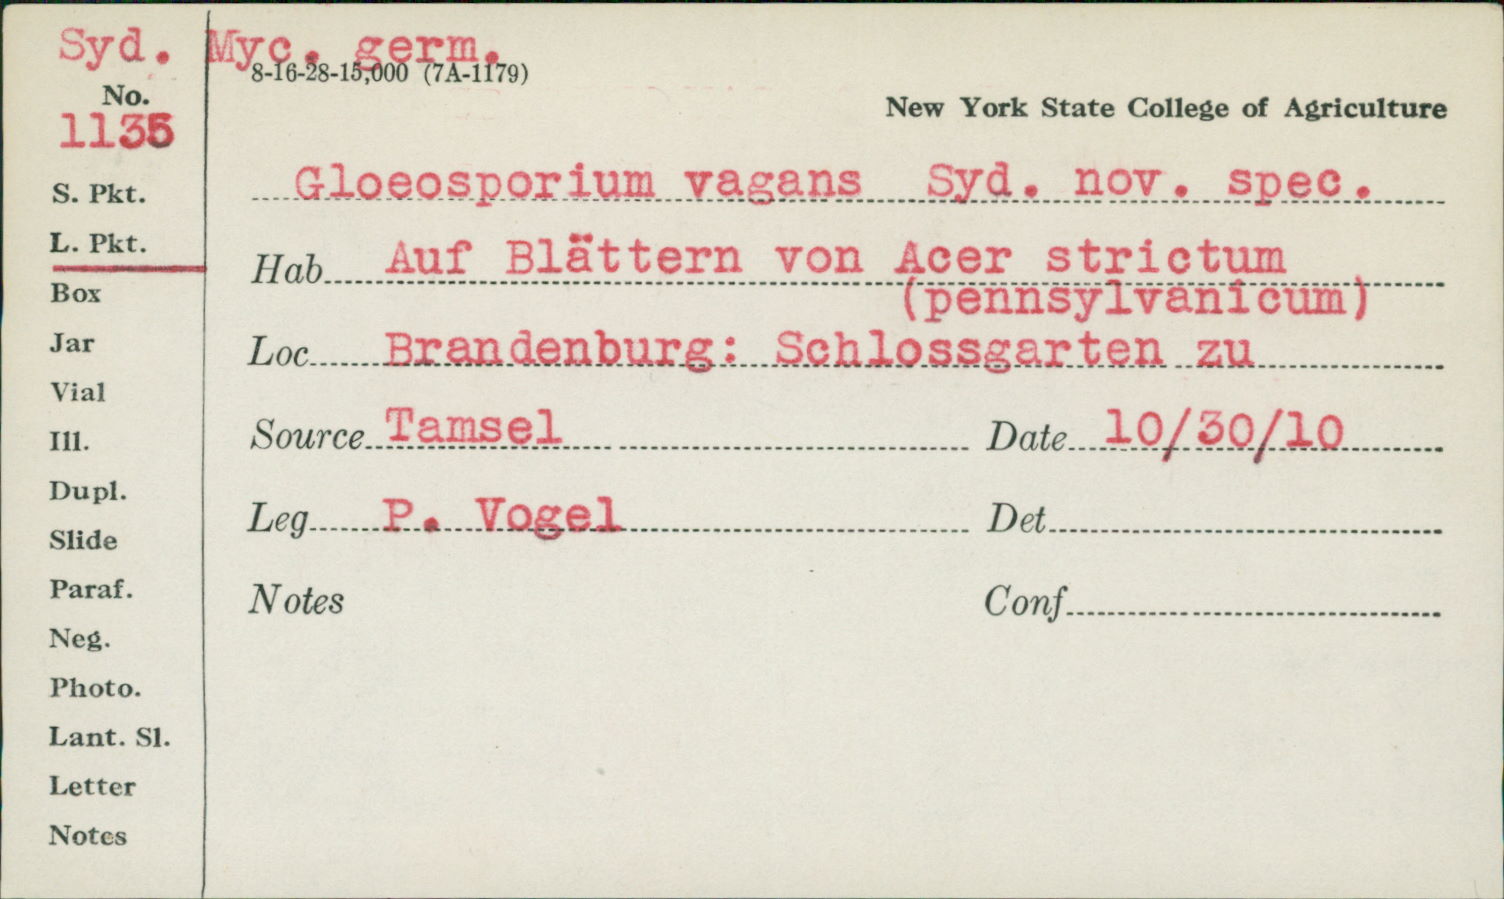 Syd. Myc. germ.
8-16-28-15,000 (7A-1179)
No.
1135
New York State College of Agriculture
Gloeosporium vagans Syd. nov. spec.
S. Pkt.
L. Pkt.
Hab Auf Blättern von Acer strictum
(pennsylvanicum)
Box
Jar
Loc Brandenburg: Schlossgarten zu
Vial
Ill.
Source Tamsel Date 10/30/10
Dupl.
Leg P. Vogel Det
Slide
Paraf.
Notes Conf
Neg.
Photo.
Lant. Sl.
Letter
Notes